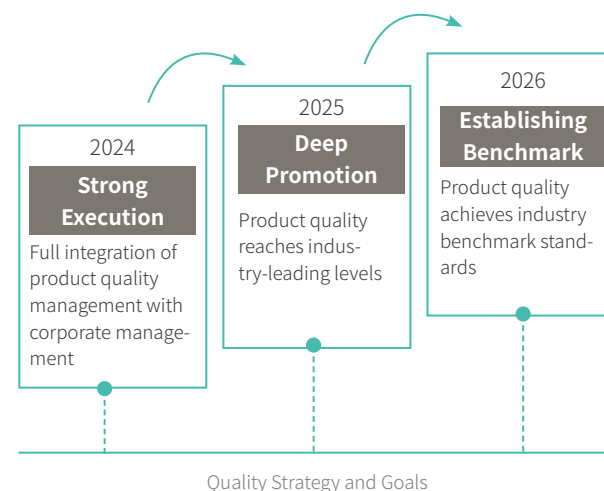 2024
Strong
Execution
Full integration of
product quality
management with
corporate manage-
ment
2025
Deep
Promotion
Product quality
reaches indus-
try-leading levels
2026
Establishing
Benchmark
Product quality
achieves industry
benchmark stand-
ards
Quality Strategy and Goals